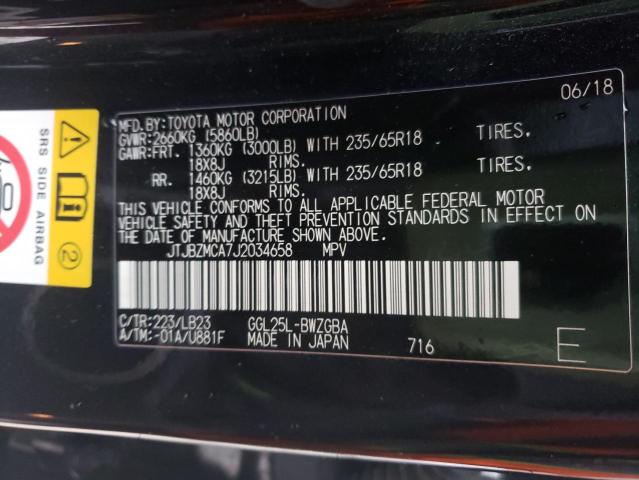 06/18
MFD.BY:TOYOTA MOTOR CORPORATION
GVWR:2660KG (5860LB)
GAWR:FRT. 1360KG (3000LB) WITH 235/65R18 TIRES.
18X8J RIMS.
RR. 1460KG (3215LB) WITH 235/65R18 TIRES.
18X8J RIMS.
THIS VEHICLE CONFORMS TO ALL APPLICABLE FEDERAL MOTOR
VEHICLE SAFETY AND THEFT PREVENTION STANDARDS IN EFFECT ON
THE DATE OF MANUFACTURE SHOWN ABOVE.
JTJBZMCA7J2034658 MPV
C/TR:223/LB23 GGL25L-BWZGBA
A/TM:-01A/U881F MADE IN JAPAN 716 E
SRS SIDE AIRBAG 2